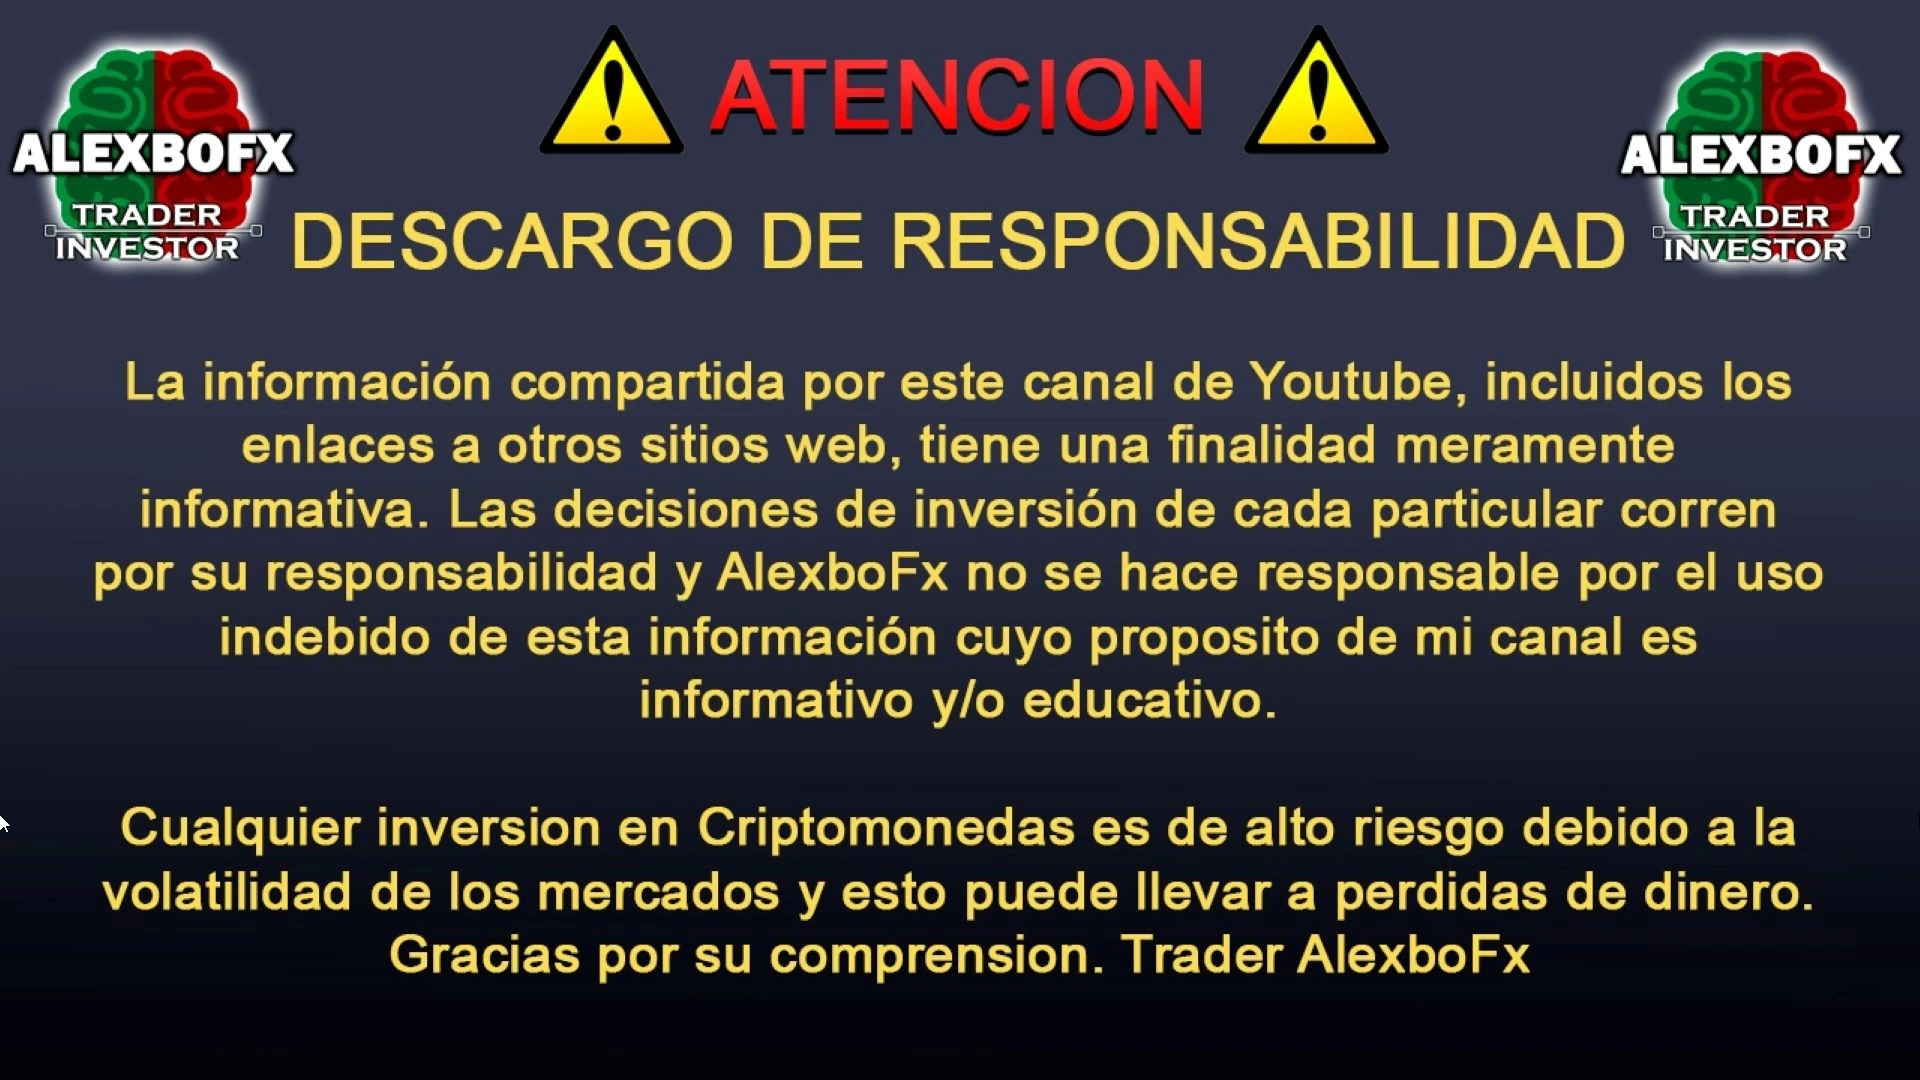 ATENCION
ALEXBOFX
TRADER
INVESTOR
ALEXBOFX
TRADER
INVESTOR
DESCARGO DE RESPONSABILIDAD
La información compartida por este canal de Youtube, incluidos los
enlaces a otros sitios web, tiene una finalidad meramente
informativa. Las decisiones de inversión de cada particular corren
por su responsabilidad y AlexboFx no se hace responsable por el uso
indebido de esta información cuyo proposito de mi canal es
informativo y/o educativo.
Cualquier inversion en Criptomonedas es de alto riesgo debido a la
volatilidad de los mercados y esto puede llevar a perdidas de dinero.
Gracias por su comprension. Trader AlexboFx